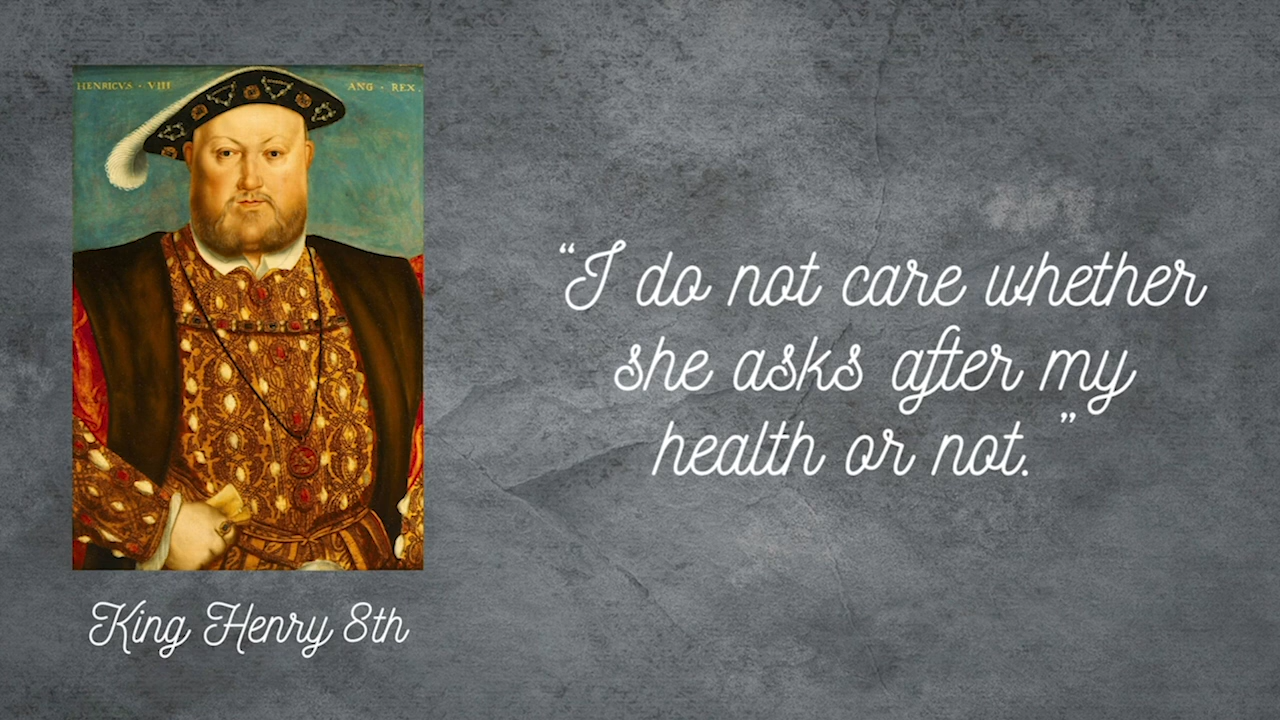 HENRICVS · VIII
ANG · REX.
King Henry 8th
“I do not care whether
she asks after my
health or not.”